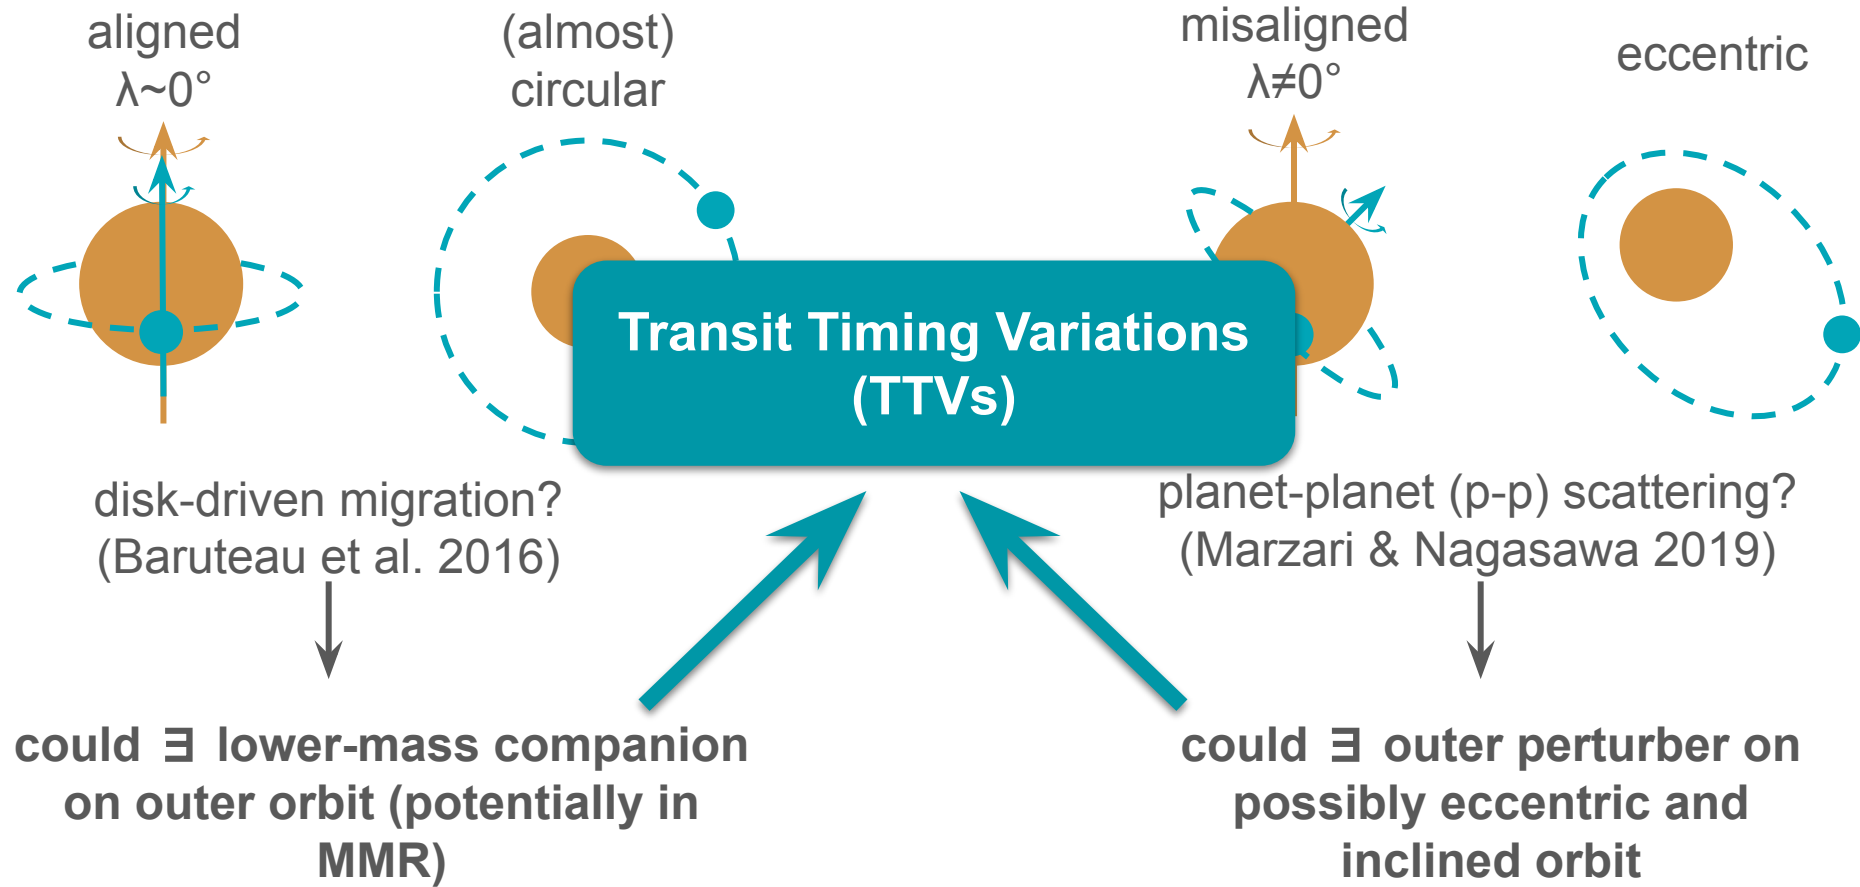 aligned
λ~0°
(almost)
circular
misaligned
λ≠0°
eccentric
Transit Timing Variations
(TTVs)
disk-driven migration?
(Baruteau et al. 2016)
planet-planet (p-p) scattering?
(Marzari & Nagasawa 2019)
could ∃ lower-mass companion
on outer orbit (potentially in
MMR)
could ∃ outer perturber on
possibly eccentric and
inclined orbit